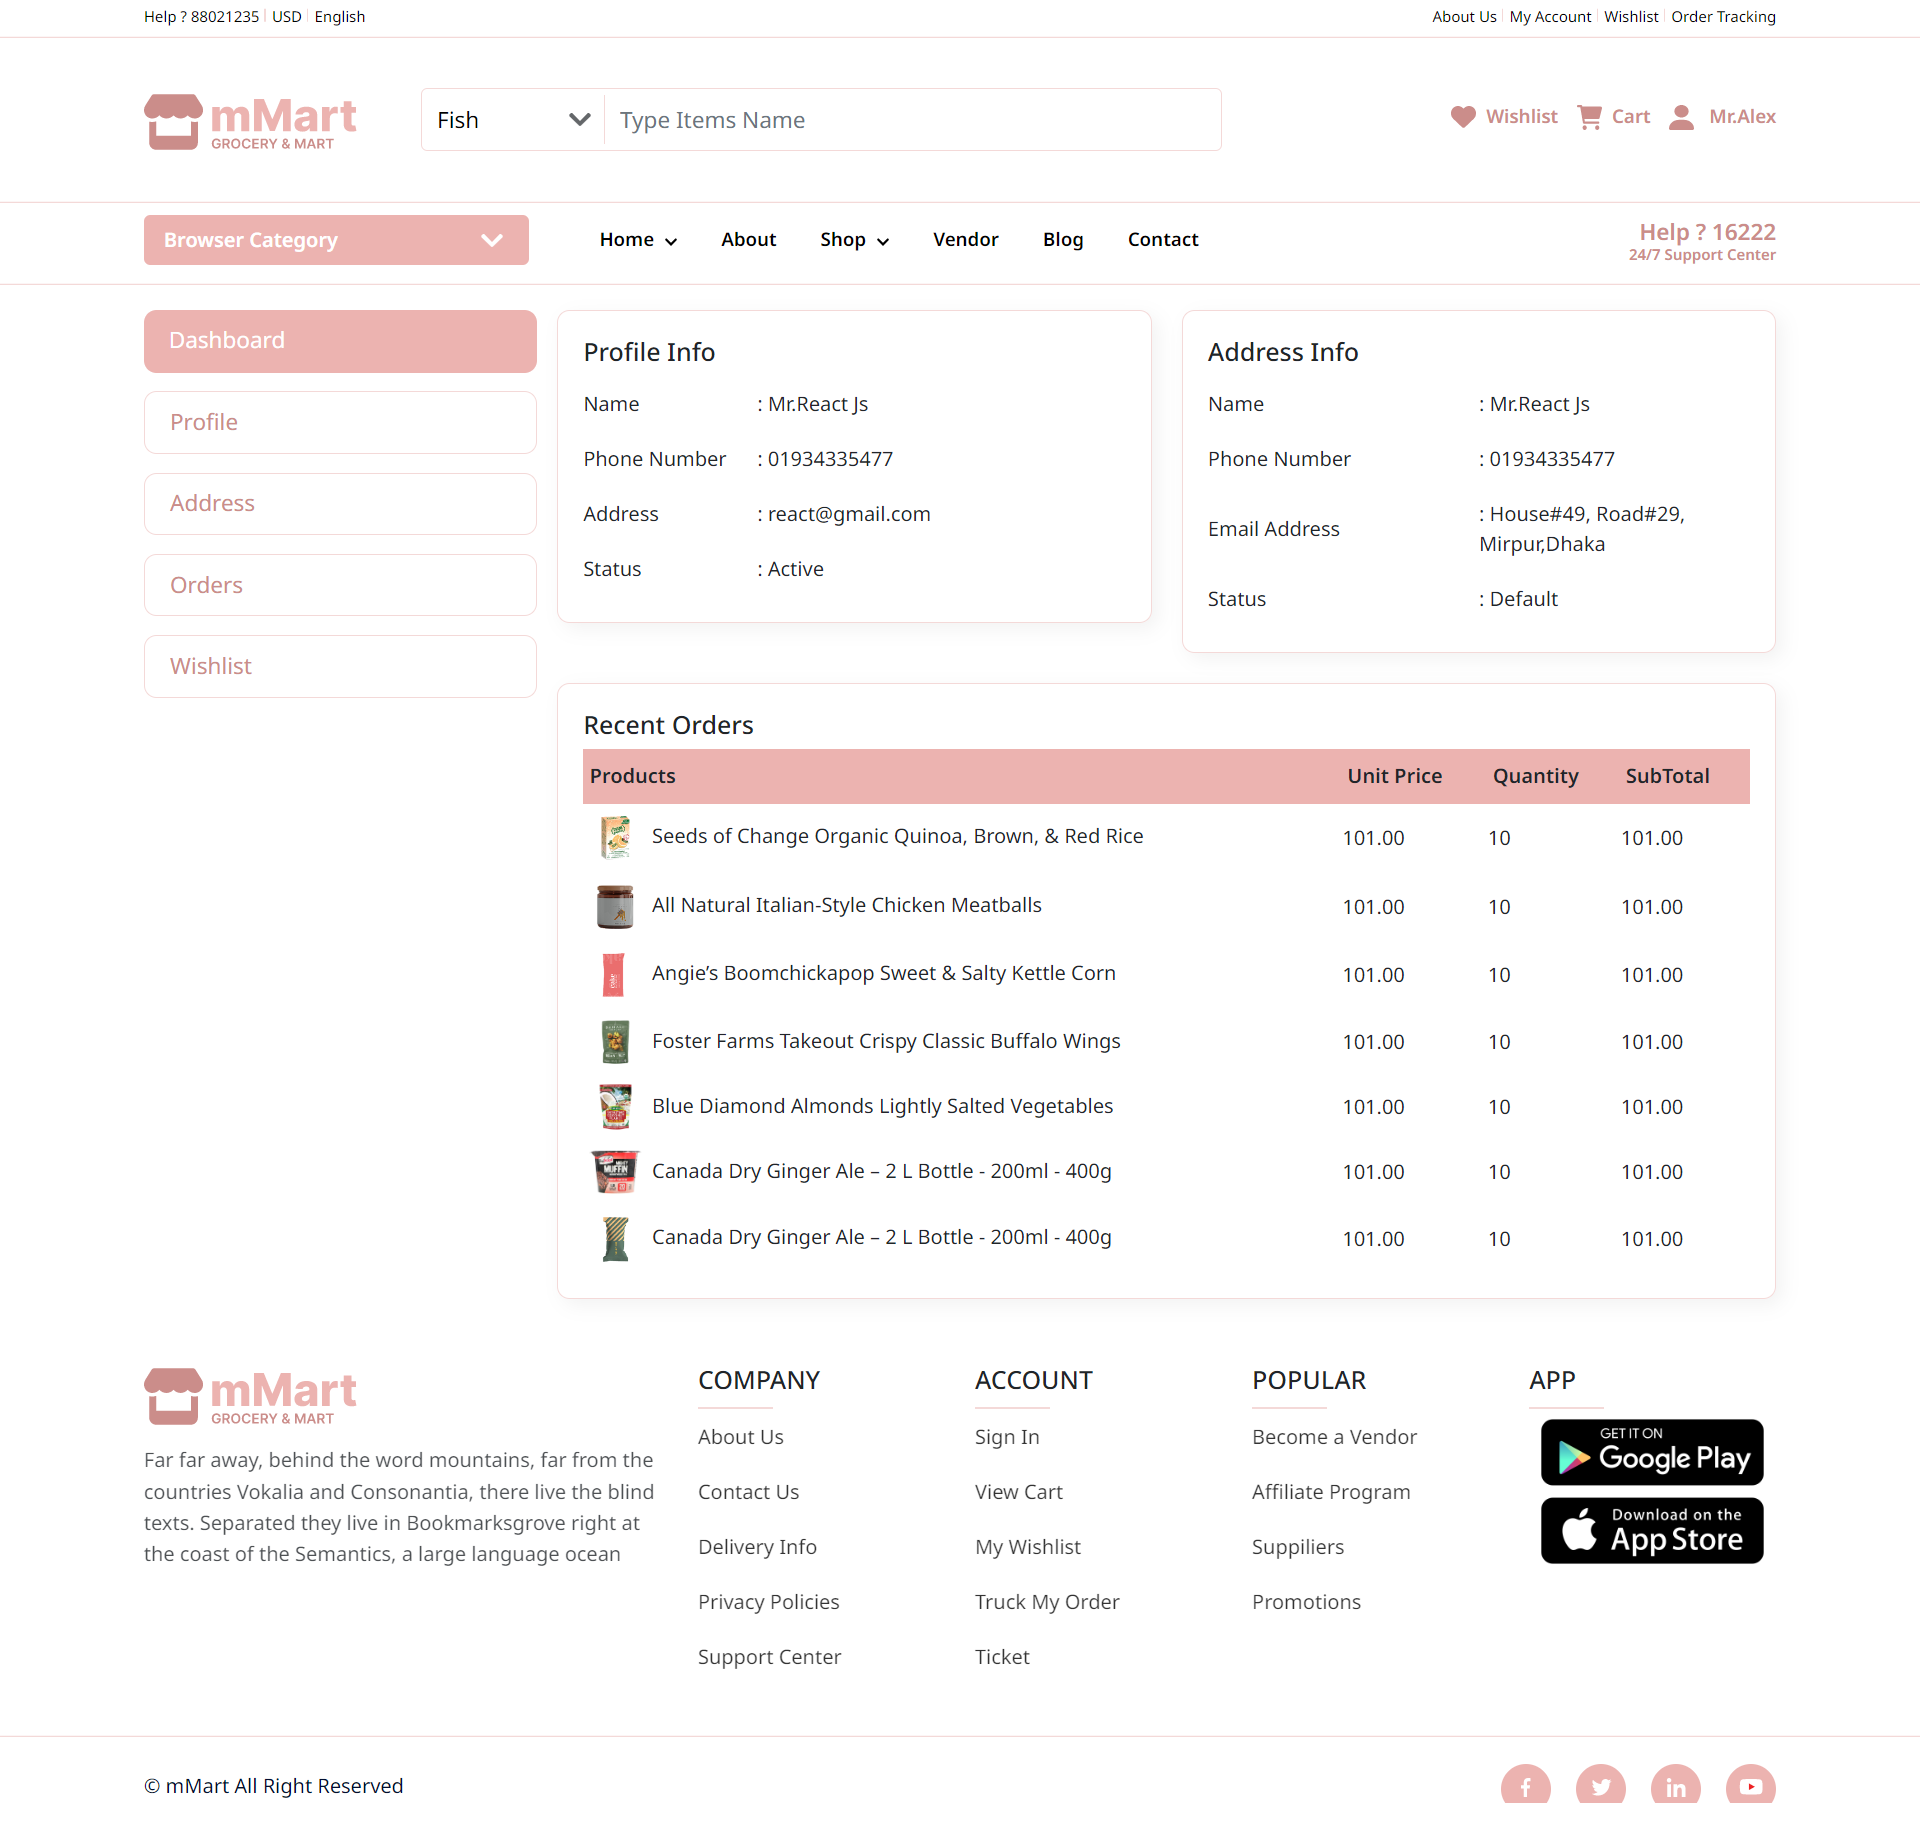 Help ? 88021235 USD English About Us My Account Wishlist Order Tracking
mMart
GROCERY & MART
Fish Type Items Name
Wishlist Cart Mr.Alex
Browser Category Home About Shop Vendor Blog Contact
Help ? 16222
24/7 Support Center
Dashboard
Profile
Address
Orders
Wishlist
Profile Info
Name : Mr.React Js
Phone Number : 01934335477
Address : react@gmail.com
Status : Active
Address Info
Name : Mr.React Js
Phone Number : 01934335477
Email Address : House#49, Road#29,
Mirpur,Dhaka
Status : Default
Recent Orders
Products Unit Price Quantity SubTotal
Seeds of Change Organic Quinoa, Brown, & Red Rice 101.00 10 101.00
All Natural Italian-Style Chicken Meatballs 101.00 10 101.00
Angie’s Boomchickapop Sweet & Salty Kettle Corn 101.00 10 101.00
Foster Farms Takeout Crispy Classic Buffalo Wings 101.00 10 101.00
Blue Diamond Almonds Lightly Salted Vegetables 101.00 10 101.00
MUFFIN
Canada Dry Ginger Ale – 2 L Bottle - 200ml - 400g 101.00 10 101.00
Canada Dry Ginger Ale – 2 L Bottle - 200ml - 400g 101.00 10 101.00
mMart
GROCERY & MART
Far far away, behind the word mountains, far from the
countries Vokalia and Consonantia, there live the blind
texts. Separated they live in Bookmarksgrove right at
the coast of the Semantics, a large language ocean
COMPANY
About Us
Contact Us
Delivery Info
Privacy Policies
Support Center
ACCOUNT
Sign In
View Cart
My Wishlist
Truck My Order
Ticket
POPULAR
Become a Vendor
Affiliate Program
Suppiliers
Promotions
APP
GET IT ON
Google Play
Download on the
App Store
© mMart All Right Reserved